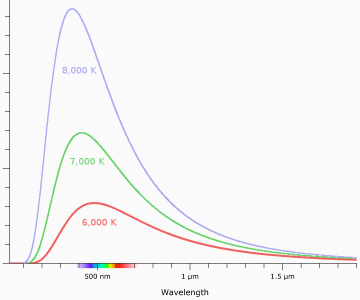 8,000 K
7,000 K
6,000 K
500 nm
1 μm
1.5 μm
Wavelength